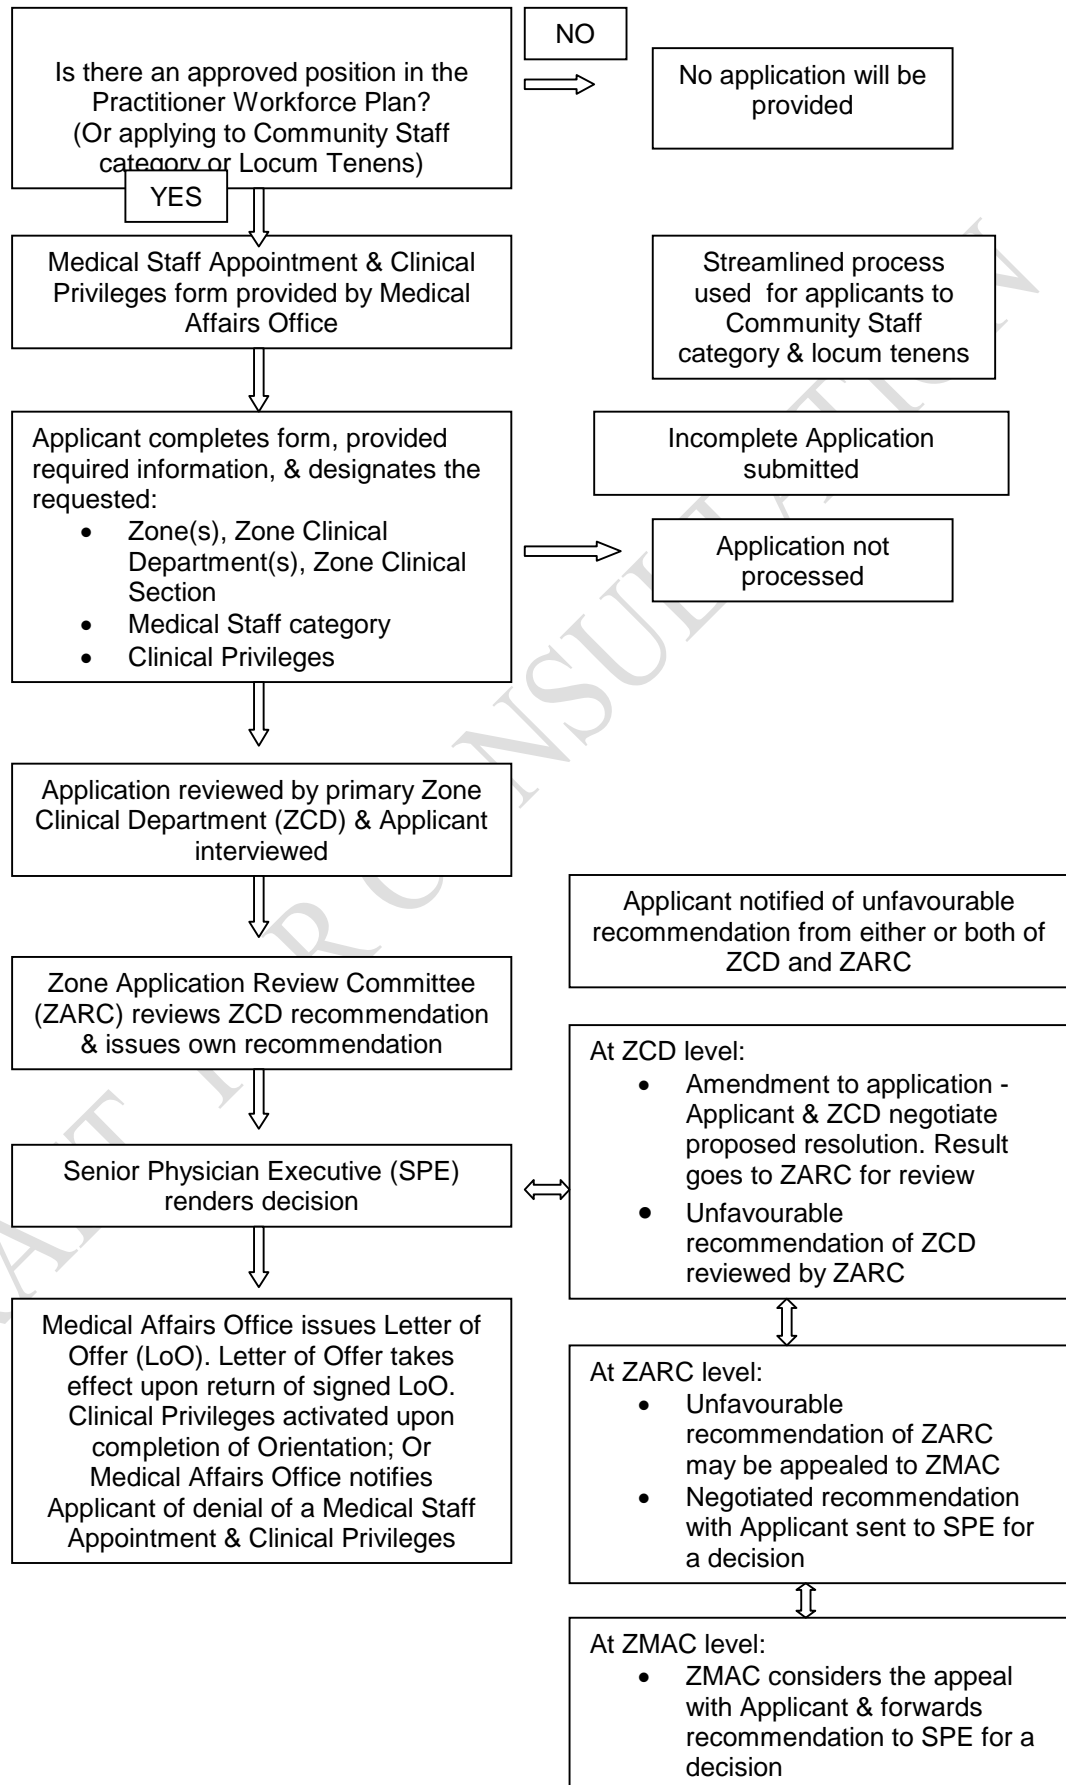 NO
Is there an approved position in the
Practitioner Workforce Plan?
(Or applying to Community Staff
category or Locum Tenens)
No application will be
provided
YES
Medical Staff Appointment & Clinical
Privileges form provided by Medical
Affairs Office
Streamlined process
used for applicants to
Community Staff
category & locum tenens
Applicant completes form, provided
required information, & designates the
requested:
• Zone(s), Zone Clinical
Department(s), Zone Clinical
Section
• Medical Staff category
• Clinical Privileges
Incomplete Application
submitted
Application not
processed
Application reviewed by primary Zone
Clinical Department (ZCD) & Applicant
interviewed
Zone Application Review Committee
(ZARC) reviews ZCD recommendation
& issues own recommendation
Senior Physician Executive (SPE)
renders decision
Medical Affairs Office issues Letter of
Offer (LoO). Letter of Offer takes
effect upon return of signed LoO.
Clinical Privileges activated upon
completion of Orientation; Or
Medical Affairs Office notifies
Applicant of denial of a Medical Staff
Appointment & Clinical Privileges
Applicant notified of unfavourable
recommendation from either or both of
ZCD and ZARC
At ZCD level:
• Amendment to application -
Applicant & ZCD negotiate
proposed resolution. Result
goes to ZARC for review
• Unfavourable
recommendation of ZCD
reviewed by ZARC
At ZARC level:
• Unfavourable
recommendation of ZARC
may be appealed to ZMAC
• Negotiated recommendation
with Applicant sent to SPE for
a decision
At ZMAC level:
• ZMAC considers the appeal
with Applicant & forwards
recommendation to SPE for a
decision